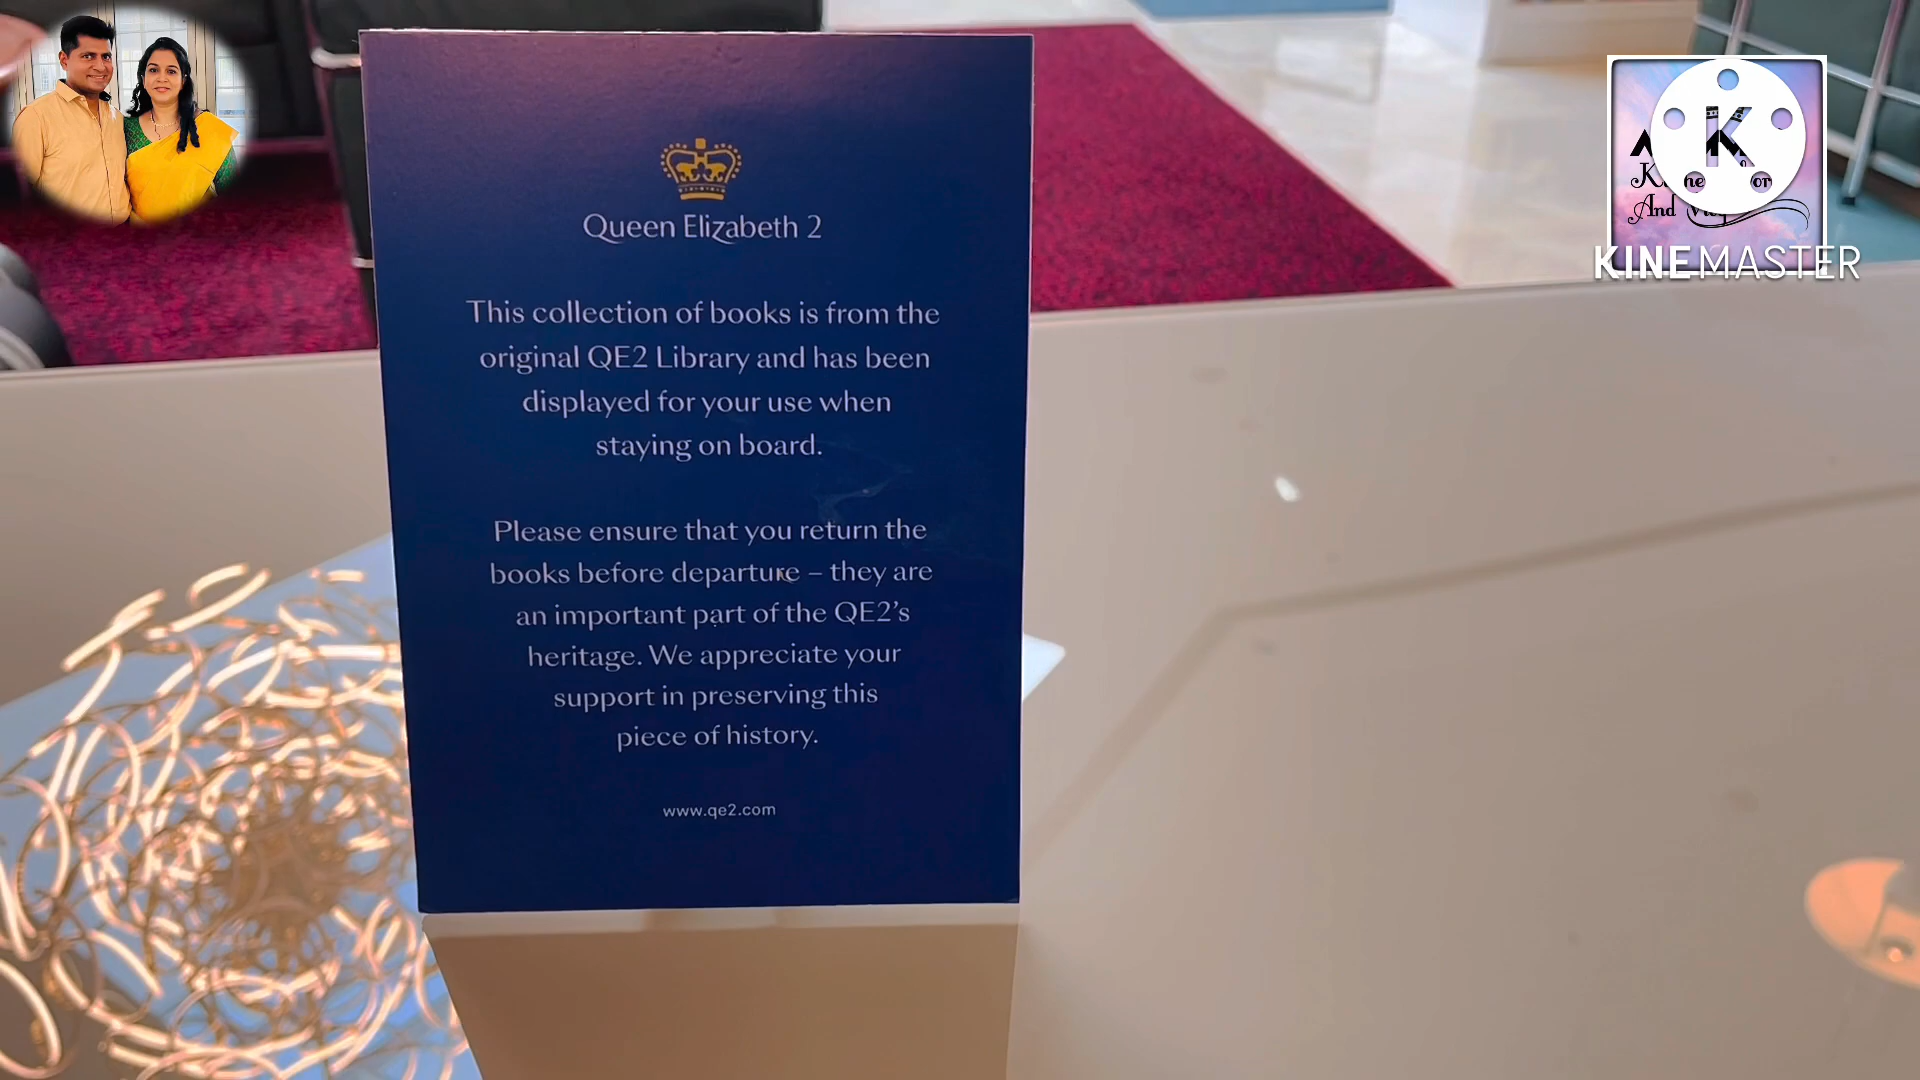 Queen Elizabeth 2
This collection of books is from the
original QE2 Library and has been
displayed for your use when
staying on board.
Please ensure that you return the
books before departure – they are
an important part of the QE2’s
heritage. We appreciate your
support in preserving this
piece of history.
www.qe2.com
K
And
KINEMASTER